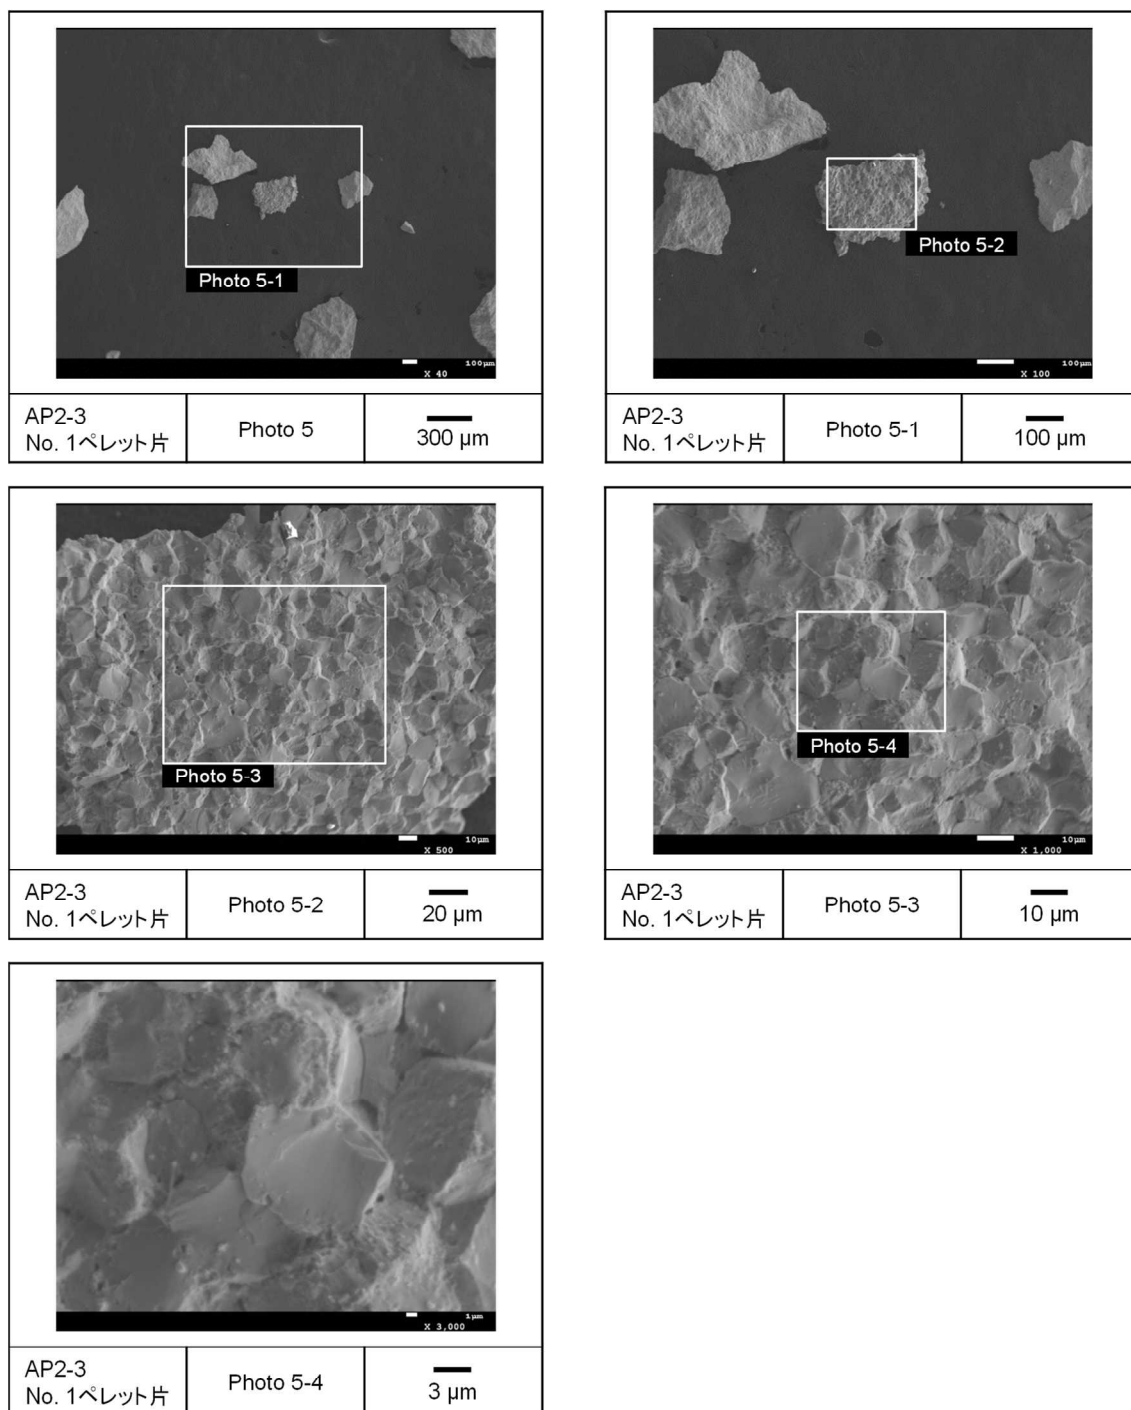 Photo 5-1
100μm
X 40
AP2-3
No. 1ペレット片
Photo 5
300 μm
Photo 5-2
100μm
X 100
AP2-3
No. 1ペレット片
Photo 5-1
100 μm
Photo 5-3
10μm
X 500
AP2-3
No. 1ペレット片
Photo 5-2
20 μm
Photo 5-4
10μm
X 1,000
AP2-3
No. 1ペレット片
Photo 5-3
10 μm
1μm
X 3,000
AP2-3
No. 1ペレット片
Photo 5-4
3 μm